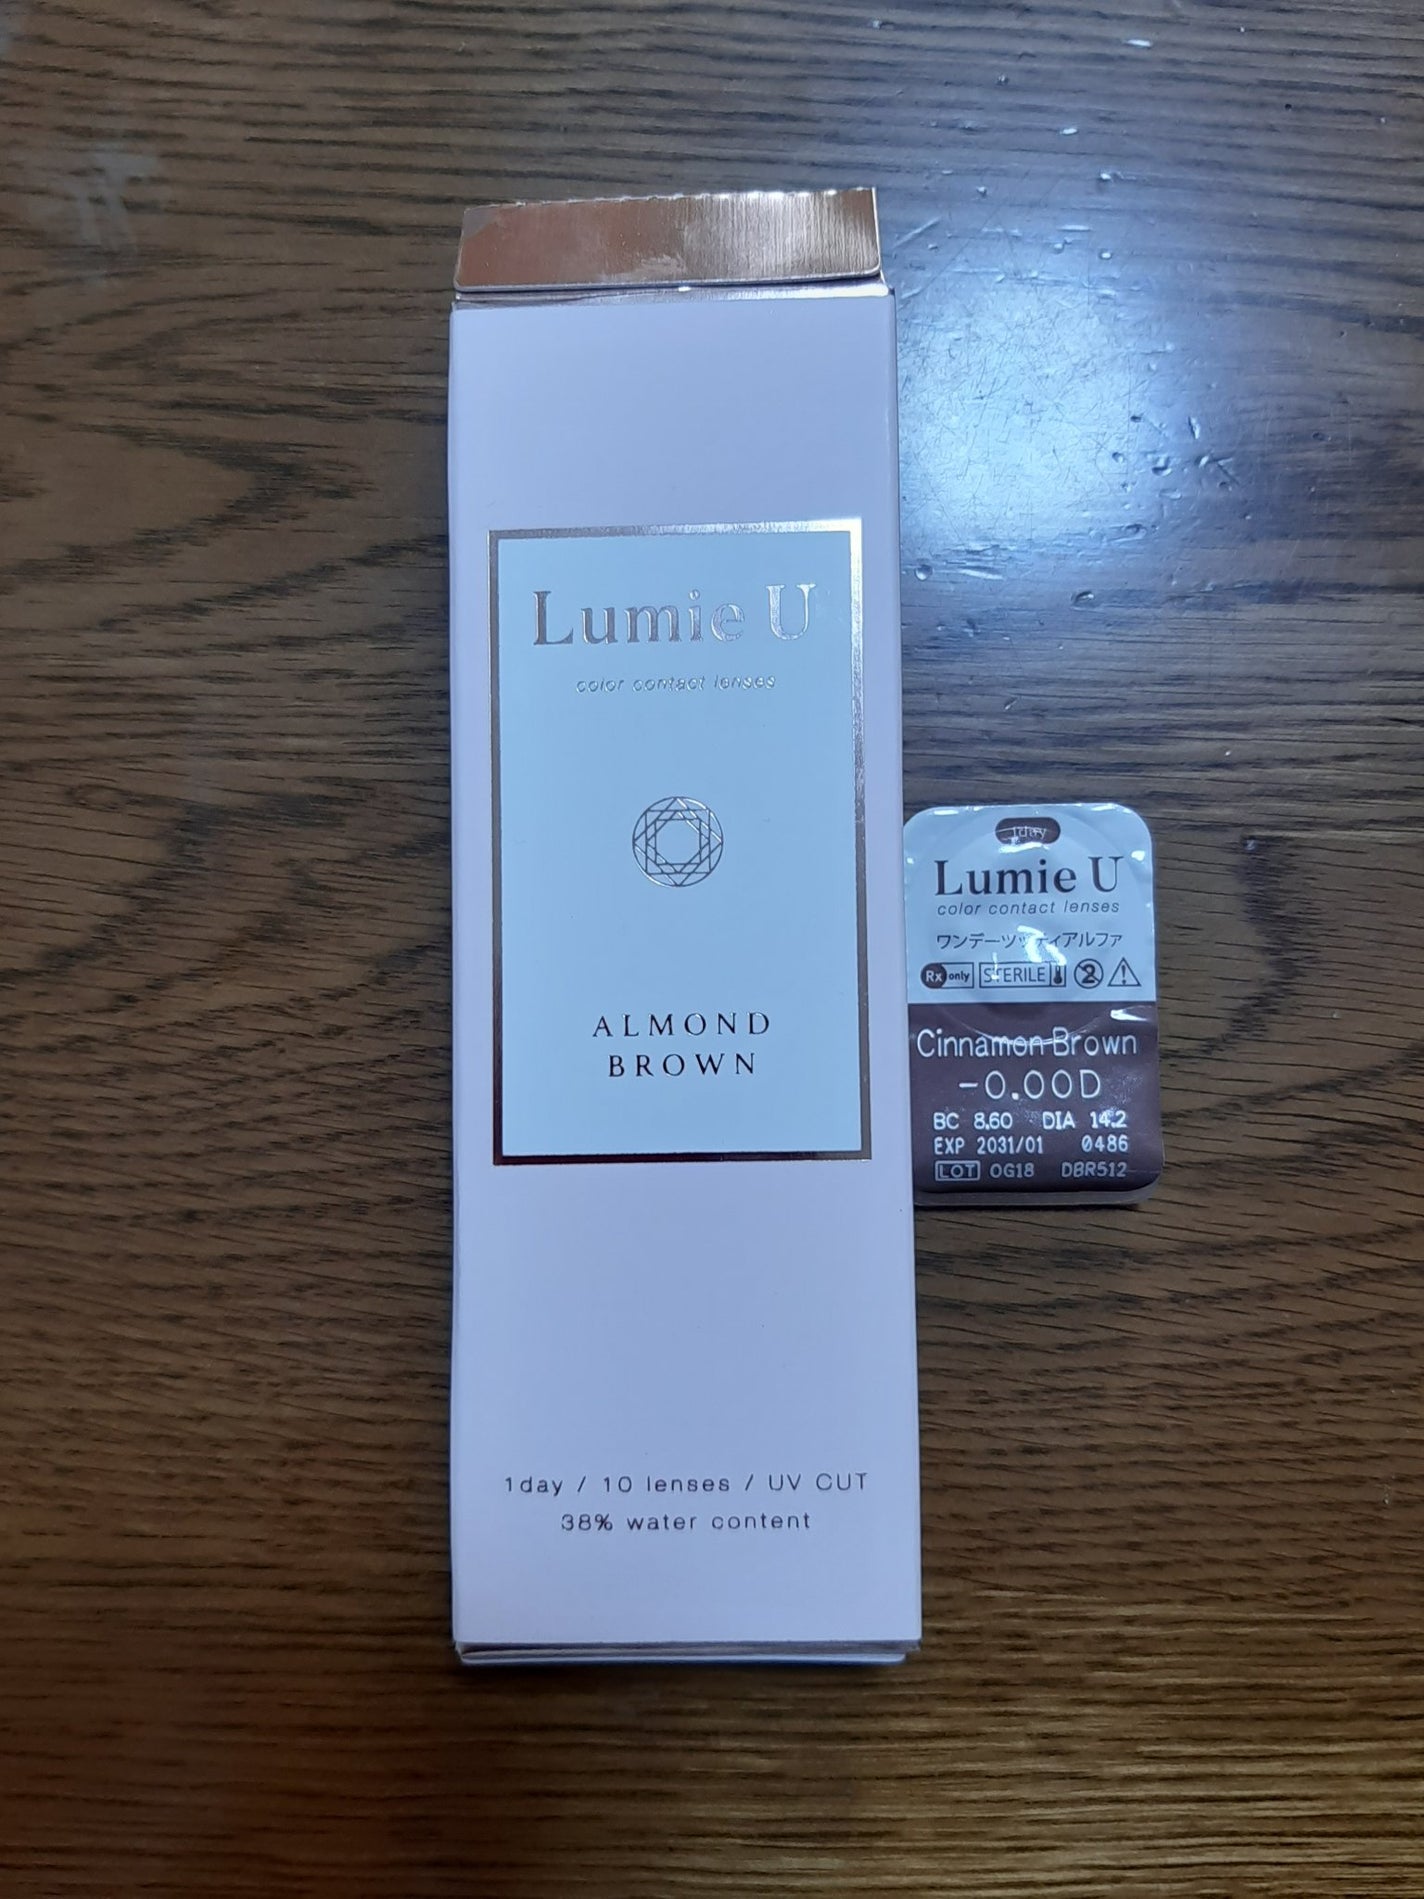 Lumie U
color contact lenses
ALMOND
BROWN
1day / 10 lenses / UV CUT
38% water content
1day
Lumie U
color contact lenses
ワンデーツッティアルファ
Rx only STERILE 2
Cinnamon Brown
-0.00D
BC 8.60 DIA 14.2
EXP 2031/01 0486
LOT OG18 DBR512